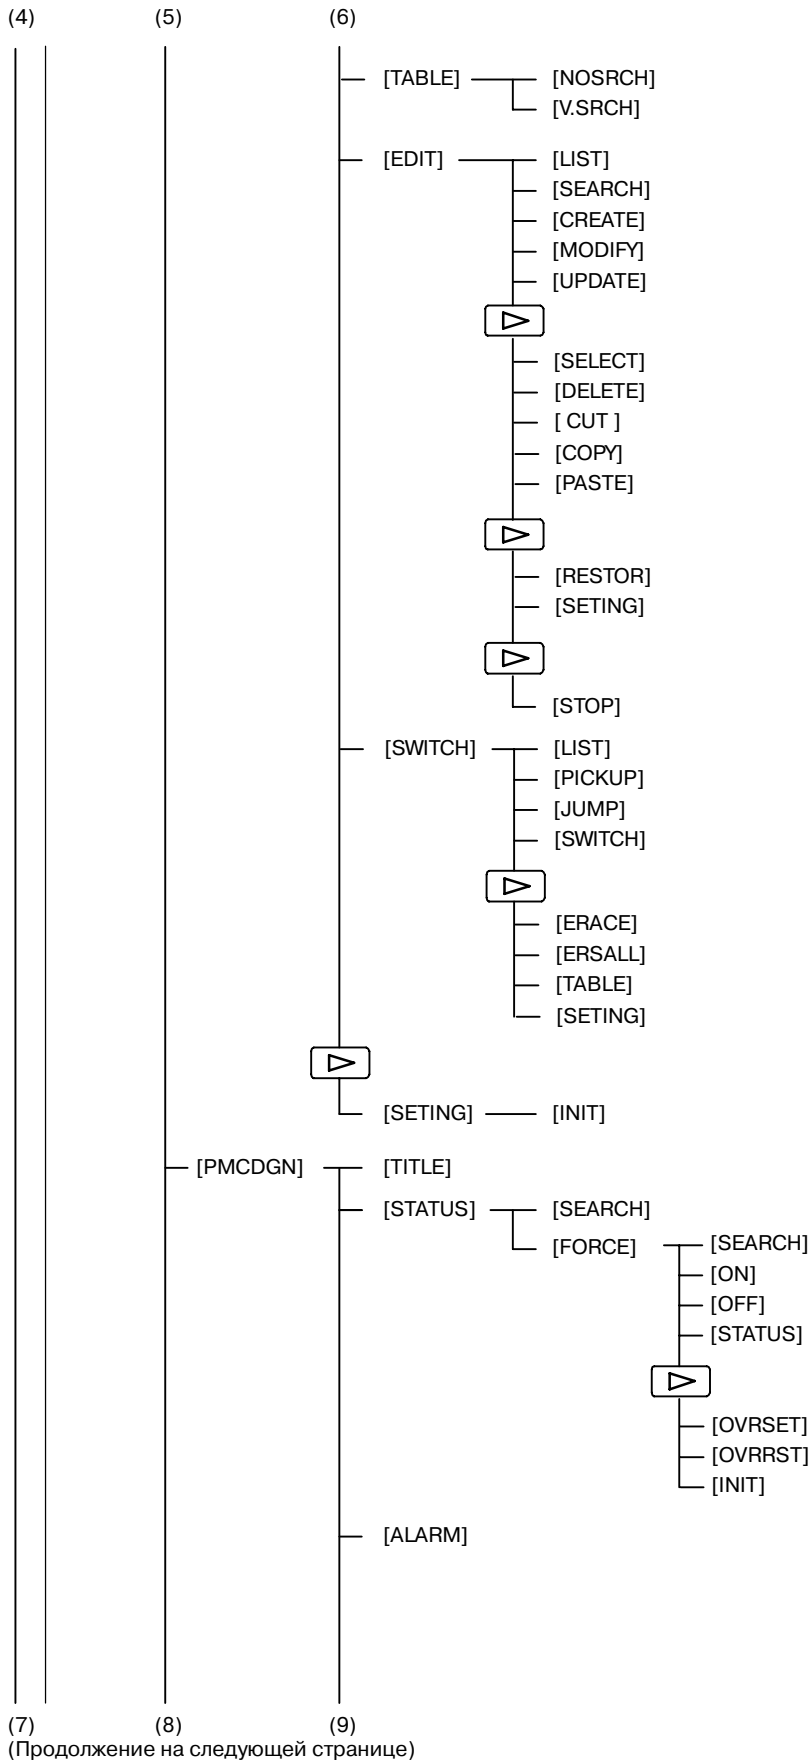 (4) (5) (6)
[TABLE] [NOSRCH]
[V.SRCH]
[EDIT] [LIST]
[SEARCH]
[CREATE]
[MODIFY]
[UPDATE]
[SELECT]
[DELETE]
[ CUT ]
[COPY]
[PASTE]
[RESTOR]
[SETING]
[STOP]
[SWITCH] [LIST]
[PICKUP]
[JUMP]
[SWITCH]
[ERACE]
[ERSALL]
[TABLE]
[SETING]
[SETING] [INIT]
[PMCDGN] [TITLE]
[STATUS] [SEARCH]
[FORCE] [SEARCH]
[ON]
[OFF]
[STATUS]
[OVRSET]
[OVRRST]
[INIT]
[ALARM]
(7) (8) (9)
(Продолжение на следующей странице)